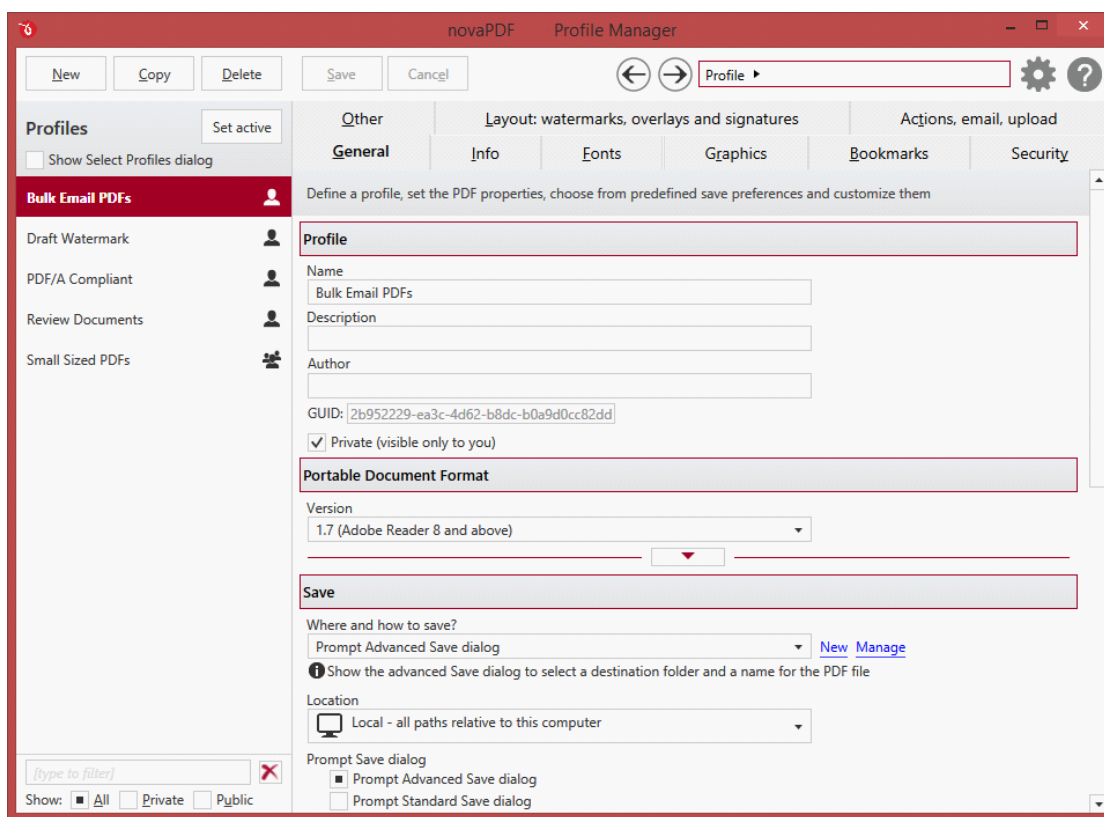 novaPDF Profile Manager
New Copy Delete Save Cancel Profile
Profiles Set active
Show Select Profiles dialog
Bulk Email PDFs
Draft Watermark
PDF/A Compliant
Review Documents
Small Sized PDFs
[type to filter]
Show: All Private Public
Other Layout: watermarks, overlays and signatures Actions, email, upload
General Info Fonts Graphics Bookmarks Security
Define a profile, set the PDF properties, choose from predefined save preferences and customize them
Profile
Name
Bulk Email PDFs
Description
Author
GUID: 2b952229-ea3c-4d62-b8dc-b0a9d0cc82dd
Private (visible only to you)
Portable Document Format
Version
1.7 (Adobe Reader 8 and above)
Save
Where and how to save?
Prompt Advanced Save dialog New Manage
Show the advanced Save dialog to select a destination folder and a name for the PDF file
Location
Local - all paths relative to this computer
Prompt Save dialog
Prompt Advanced Save dialog
Prompt Standard Save dialog